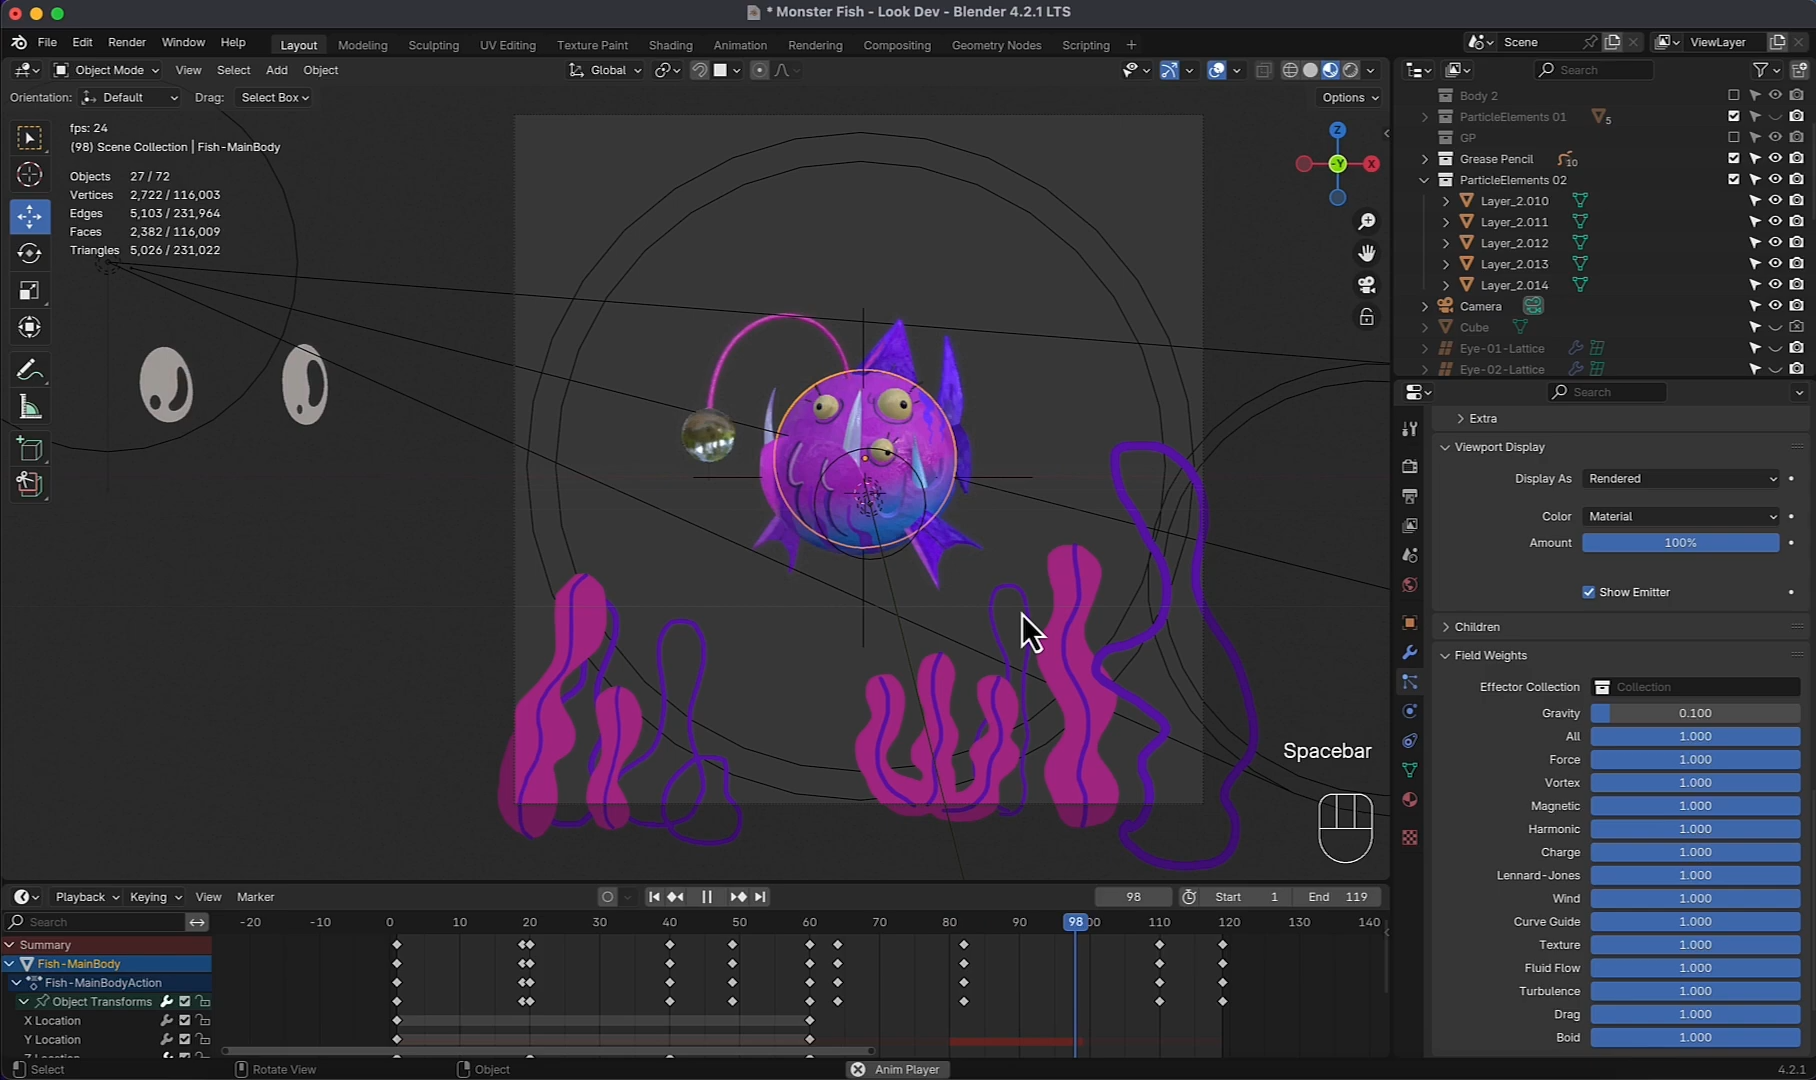 * Monster Fish - Look Dev - Blender 4.2.1 LTS
File Edit Render Window Help Layout Modeling Sculpting UV Editing Texture Paint Shading Animation Rendering Compositing Geometry Nodes Scripting + Scene ViewLayer
Object Mode View Select Add Object Global Search
Orientation: Default Drag: Select Box Options
fps: 24
(98) Scene Collection | Fish-MainBody
Objects 27 / 72
Vertices 2,722 / 116,003
Edges 5,103 / 231,964
Faces 2,382 / 116,009
Triangles 5,026 / 231,022
Z
-Y
X
Spacebar
Body 2
ParticleElements 01 5
GP
Grease Pencil 10
ParticleElements 02
Layer_2.010
Layer_2.011
Layer_2.012
Layer_2.013
Layer_2.014
Camera
Cube
Eye-01-Lattice
Eye-02-Lattice
Search
Extra
Viewport Display
Display As Rendered
Color Material
Amount 100%
Show Emitter
Children
Field Weights
Effector Collection Collection
Gravity 0.100
All 1.000
Force 1.000
Vortex 1.000
Magnetic 1.000
Harmonic 1.000
Charge 1.000
Lennard-Jones 1.000
Wind 1.000
Curve Guide 1.000
Texture 1.000
Fluid Flow 1.000
Turbulence 1.000
Drag 1.000
Boid 1.000
Playback Keying View Marker 98 Start 1 End 119
Search -20 -10 0 10 20 30 40 50 60 70 80 90 98 00 110 120 130 140
Summary
Fish-MainBody
Fish-MainBodyAction
Object Transforms
X Location
Y Location
Select Rotate View Object Anim Player 4.2.1